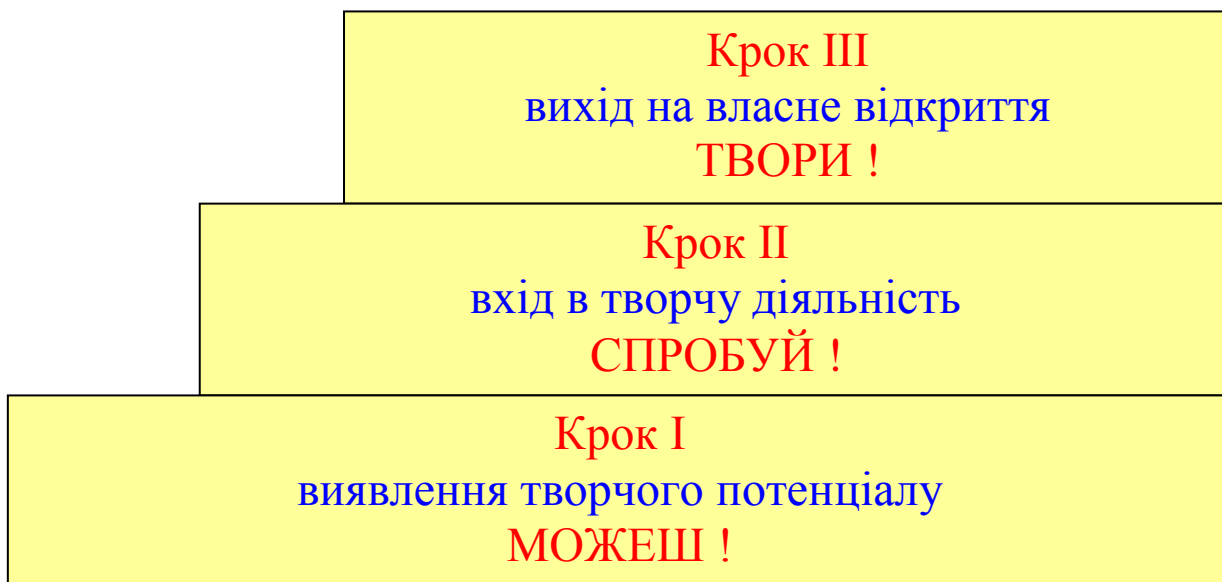 Крок III
вихід на власне відкриття
ТВОРИ !
Крок II
вхід в творчу діяльність
СПРОБУЙ !
Крок I
виявлення творчого потенціалу
МОЖЕШ !